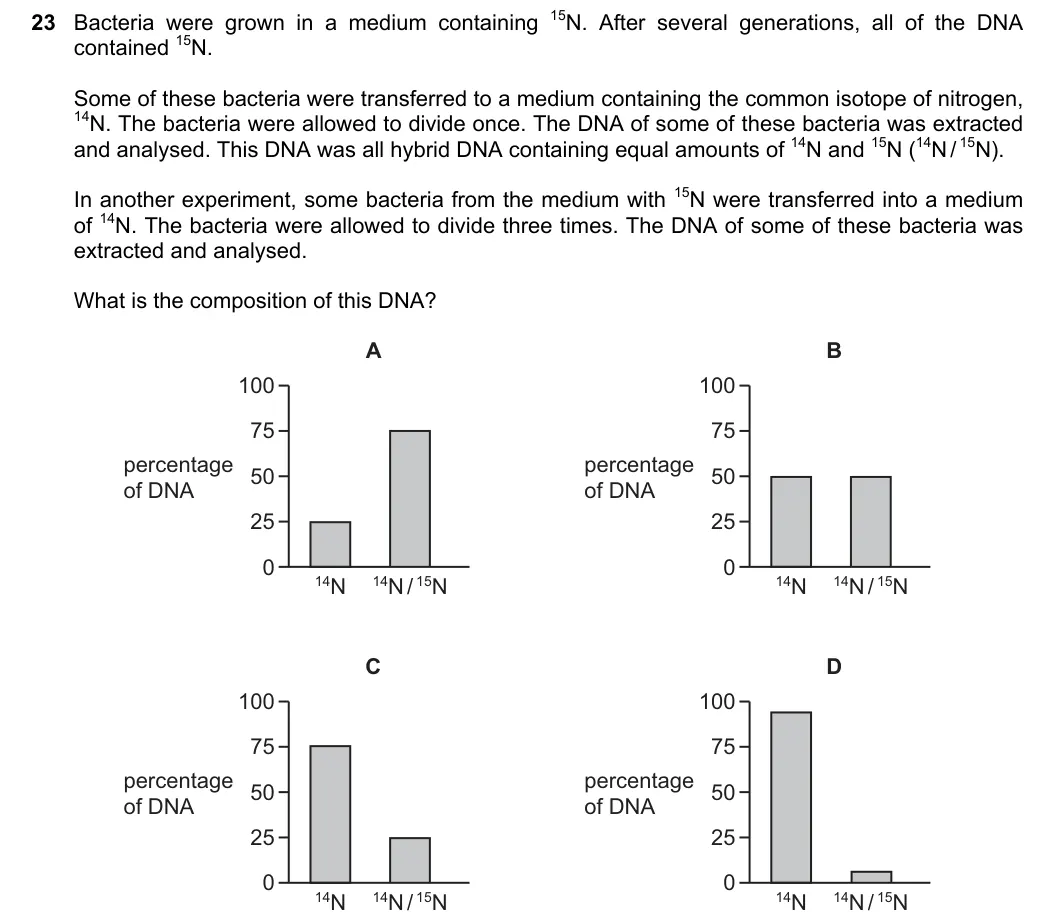 23 Bacteria were grown in a medium containing ¹⁵N. After several generations, all of the DNA
contained ¹⁵N.
Some of these bacteria were transferred to a medium containing the common isotope of nitrogen,
¹⁴N. The bacteria were allowed to divide once. The DNA of some of these bacteria was extracted
and analysed. This DNA was all hybrid DNA containing equal amounts of ¹⁴N and ¹⁵N (¹⁴N / ¹⁵N).
In another experiment, some bacteria from the medium with ¹⁵N were transferred into a medium
of ¹⁴N. The bacteria were allowed to divide three times. The DNA of some of these bacteria was
extracted and analysed.
What is the composition of this DNA?
A
100
75
50
25
0
percentage
of DNA
¹⁴N ¹⁴N / ¹⁵N
B
100
75
50
25
0
percentage
of DNA
¹⁴N ¹⁴N / ¹⁵N
C
100
75
50
25
0
percentage
of DNA
¹⁴N ¹⁴N / ¹⁵N
D
100
75
50
25
0
percentage
of DNA
¹⁴N ¹⁴N / ¹⁵N